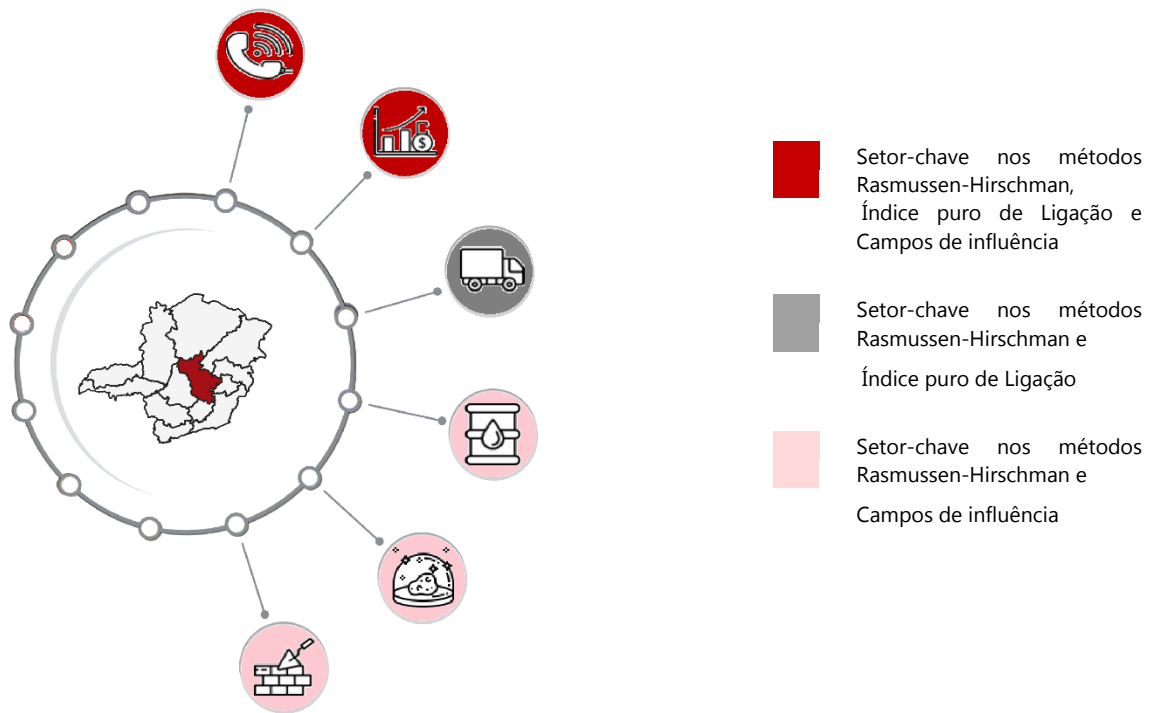 Setor-chave nos métodos
Rasmussen-Hirschman,
Índice puro de Ligação e
Campos de influência
Setor-chave nos métodos
Rasmussen-Hirschman e
Índice puro de Ligação
Setor-chave nos métodos
Rasmussen-Hirschman e
Campos de influência
$